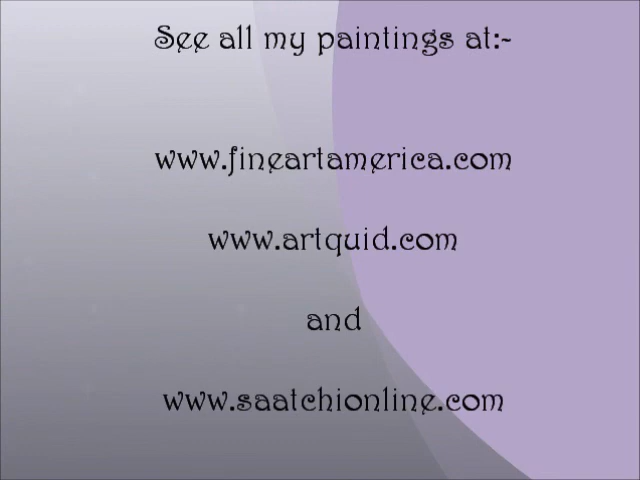 See all my paintings at:-
www.fineartamerica.com
www.artquid.com
and
www.saatchionline.com